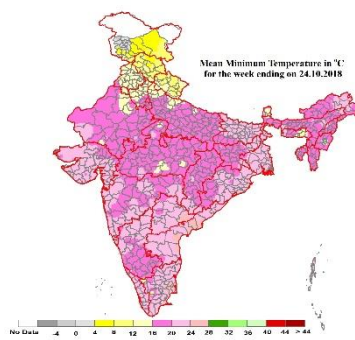 Mean Minimum Temperature in °C
for the week ending on 24.10.2018
No Data -4 0 4 8 12 16 20 24 28 32 36 40 44 > 44